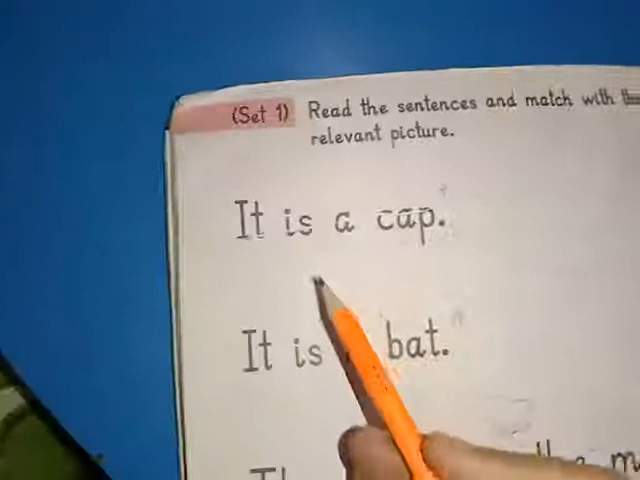 (Set 1) Read the sentences and match with
relevant picture.
It is a cap.
It is bat.